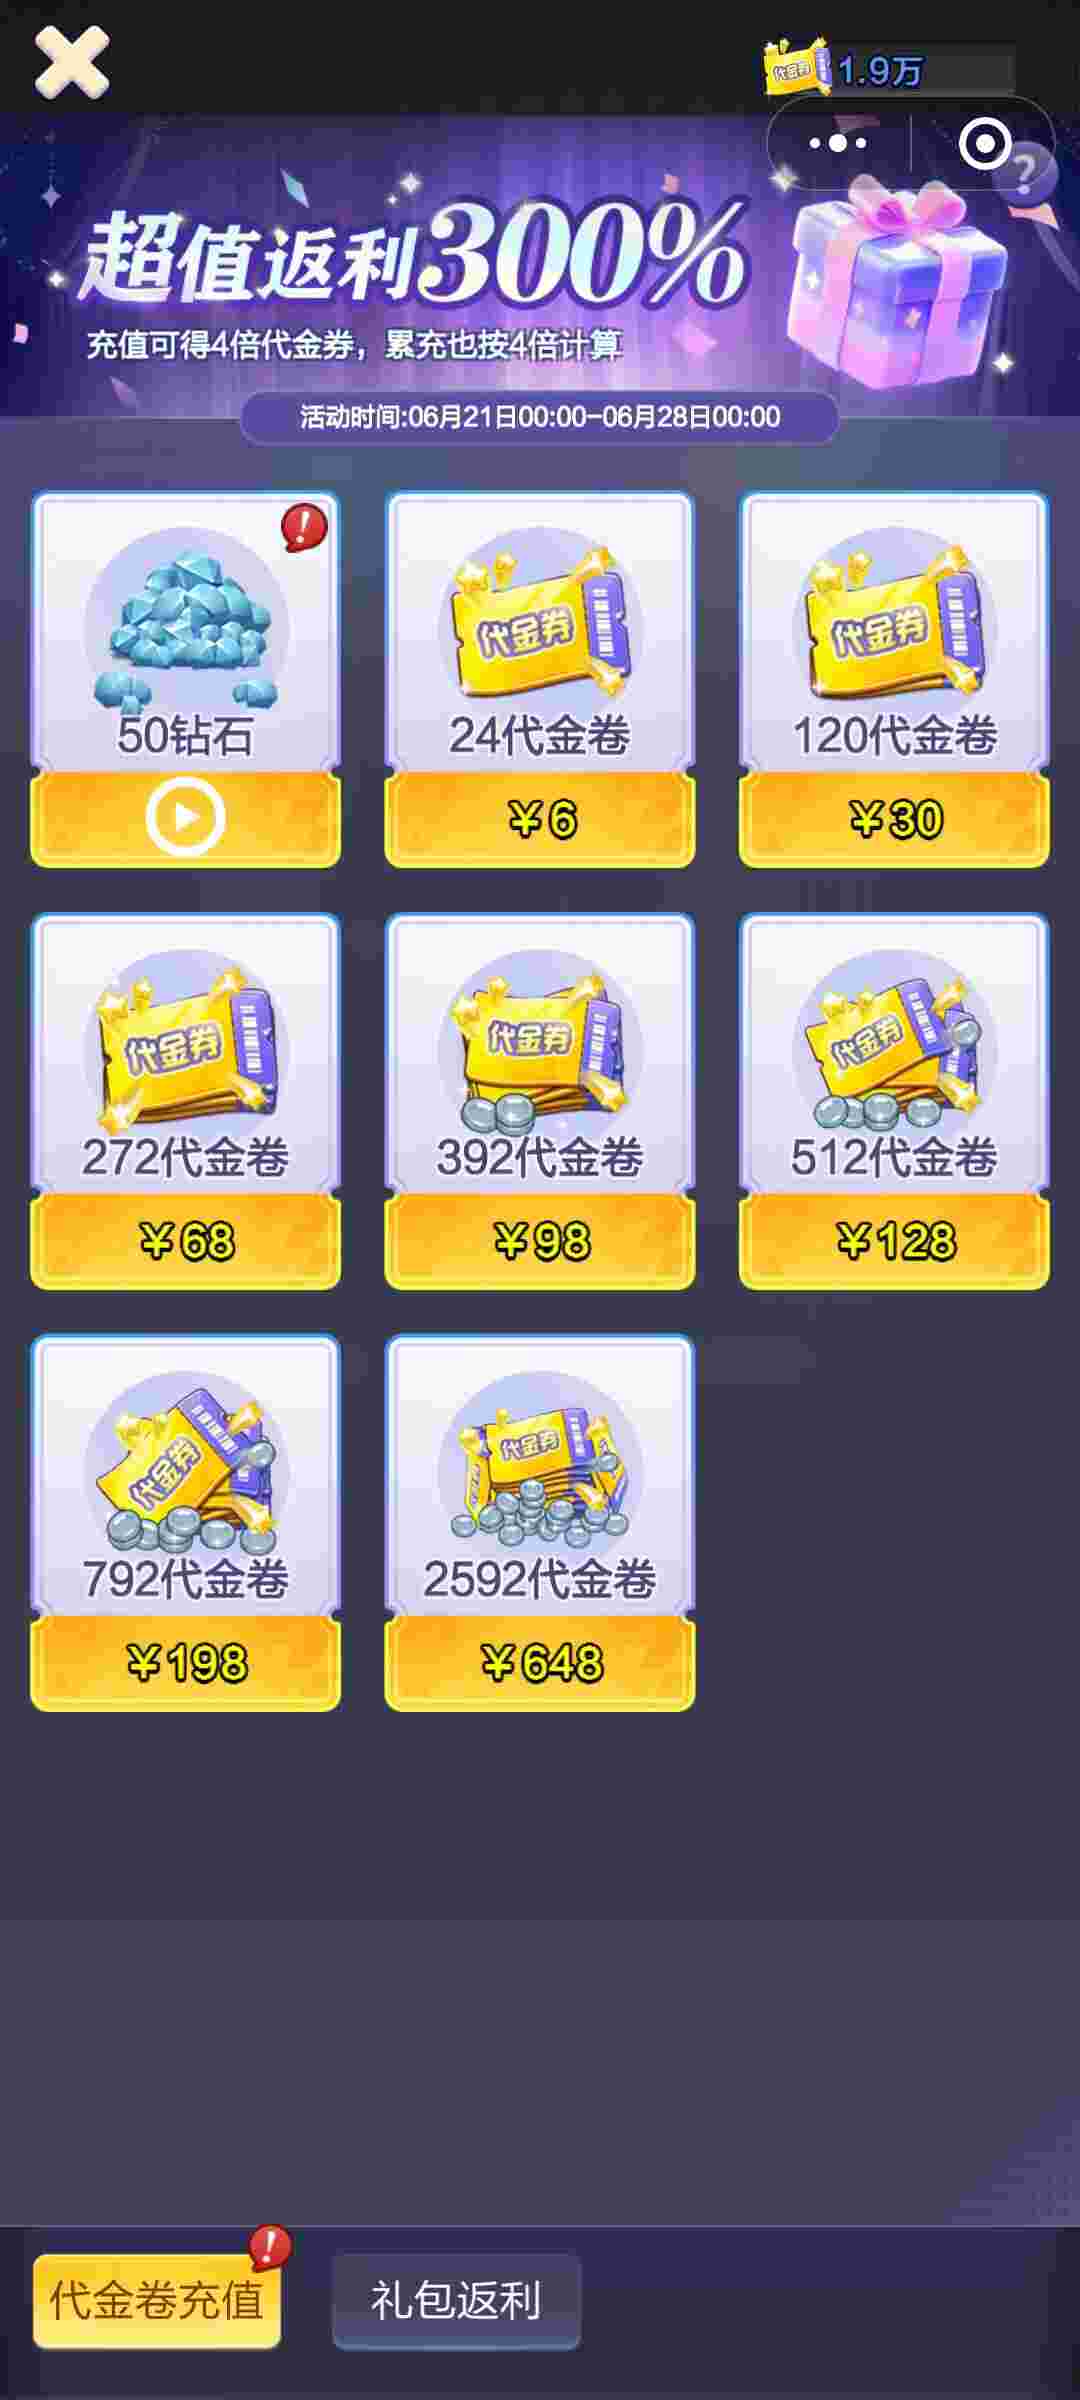 代金券
1.9万
?
超值返利300%
充值可得4倍代金券，累充也按4倍计算
活动时间:06月21日00:00-06月28日00:00
!
代金券
代金券
50钻石
24代金卷
120代金卷
¥6
¥30
代金券
代金券
代金券
272代金卷
392代金卷
512代金卷
¥68
¥98
¥128
代金券
代金券
792代金卷
2592代金卷
¥198
¥648
!
代金卷充值
礼包返利